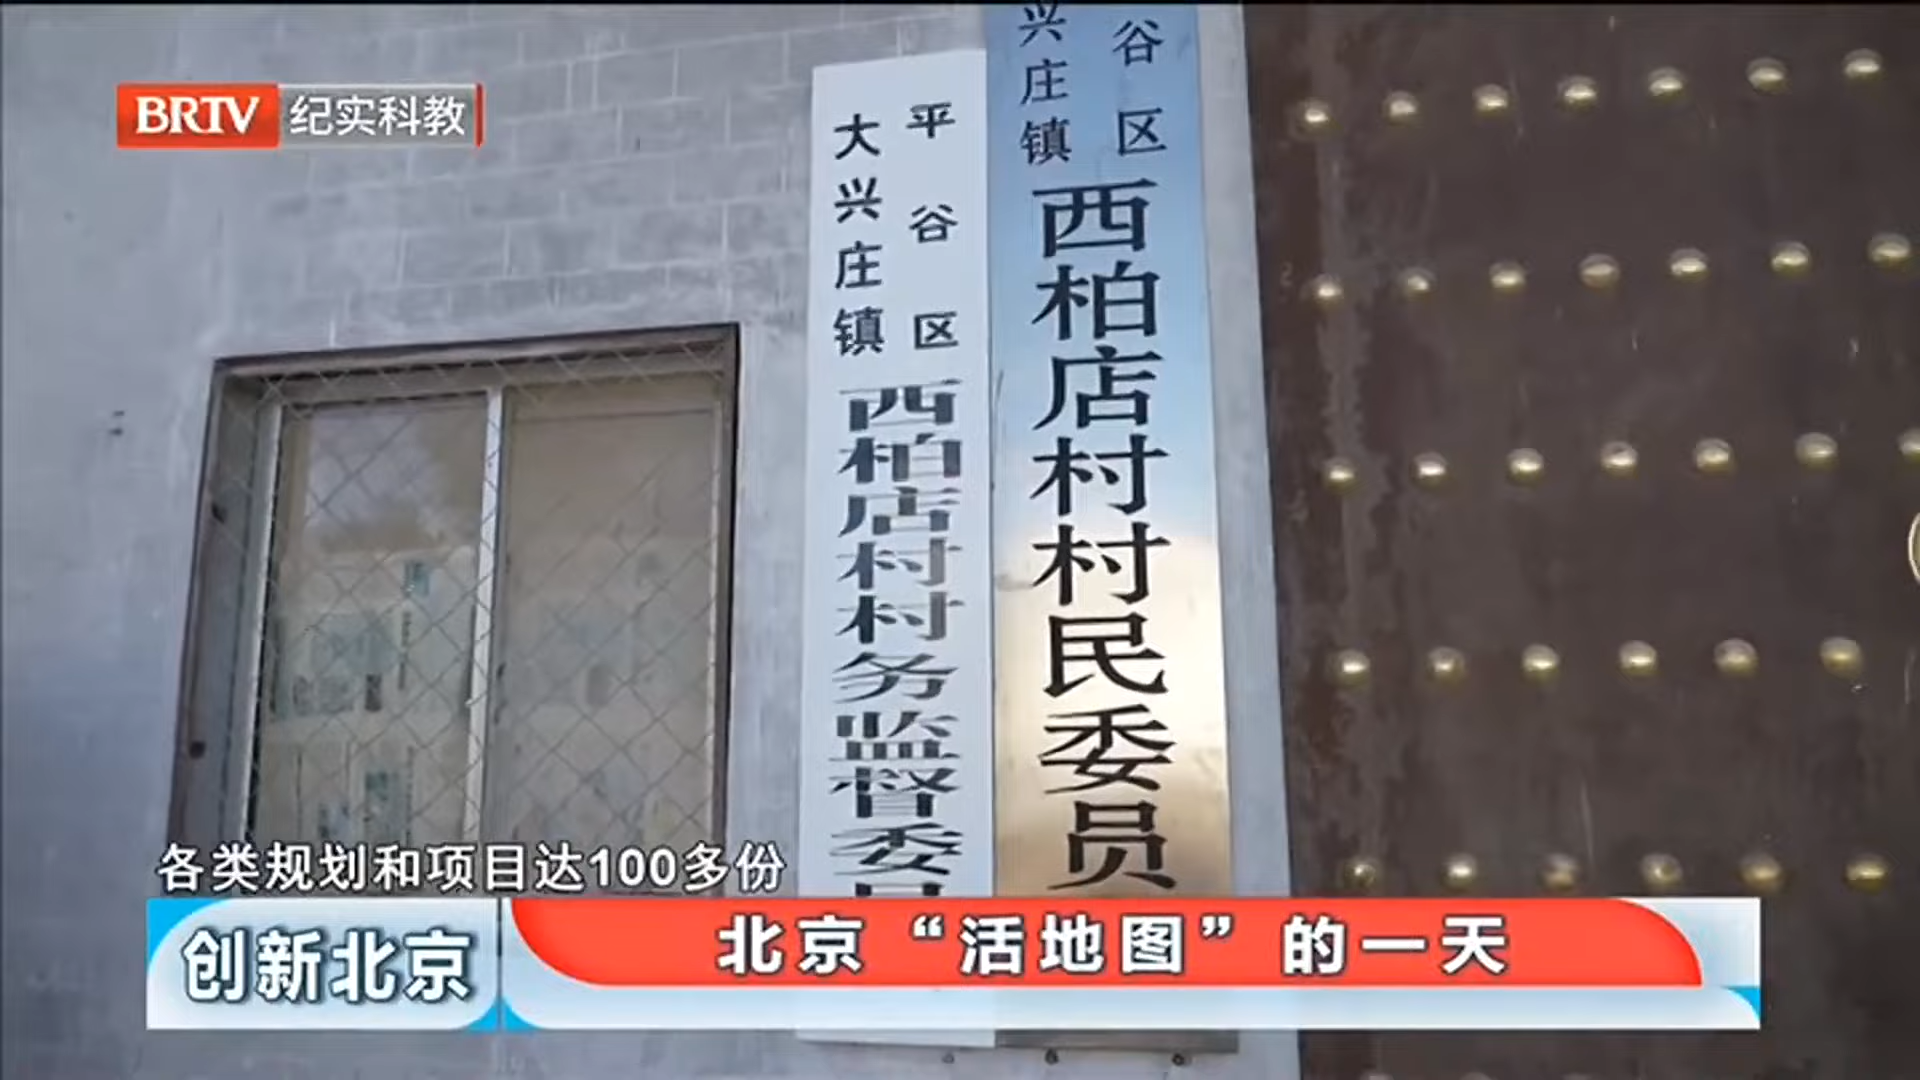 BRTV 纪实科教
平谷区
大兴庄镇
西柏店村村务监督委员
谷区
兴庄镇
西柏店村村民委员
各类规划和项目达100多份
创新北京
北京“活地图”的一天